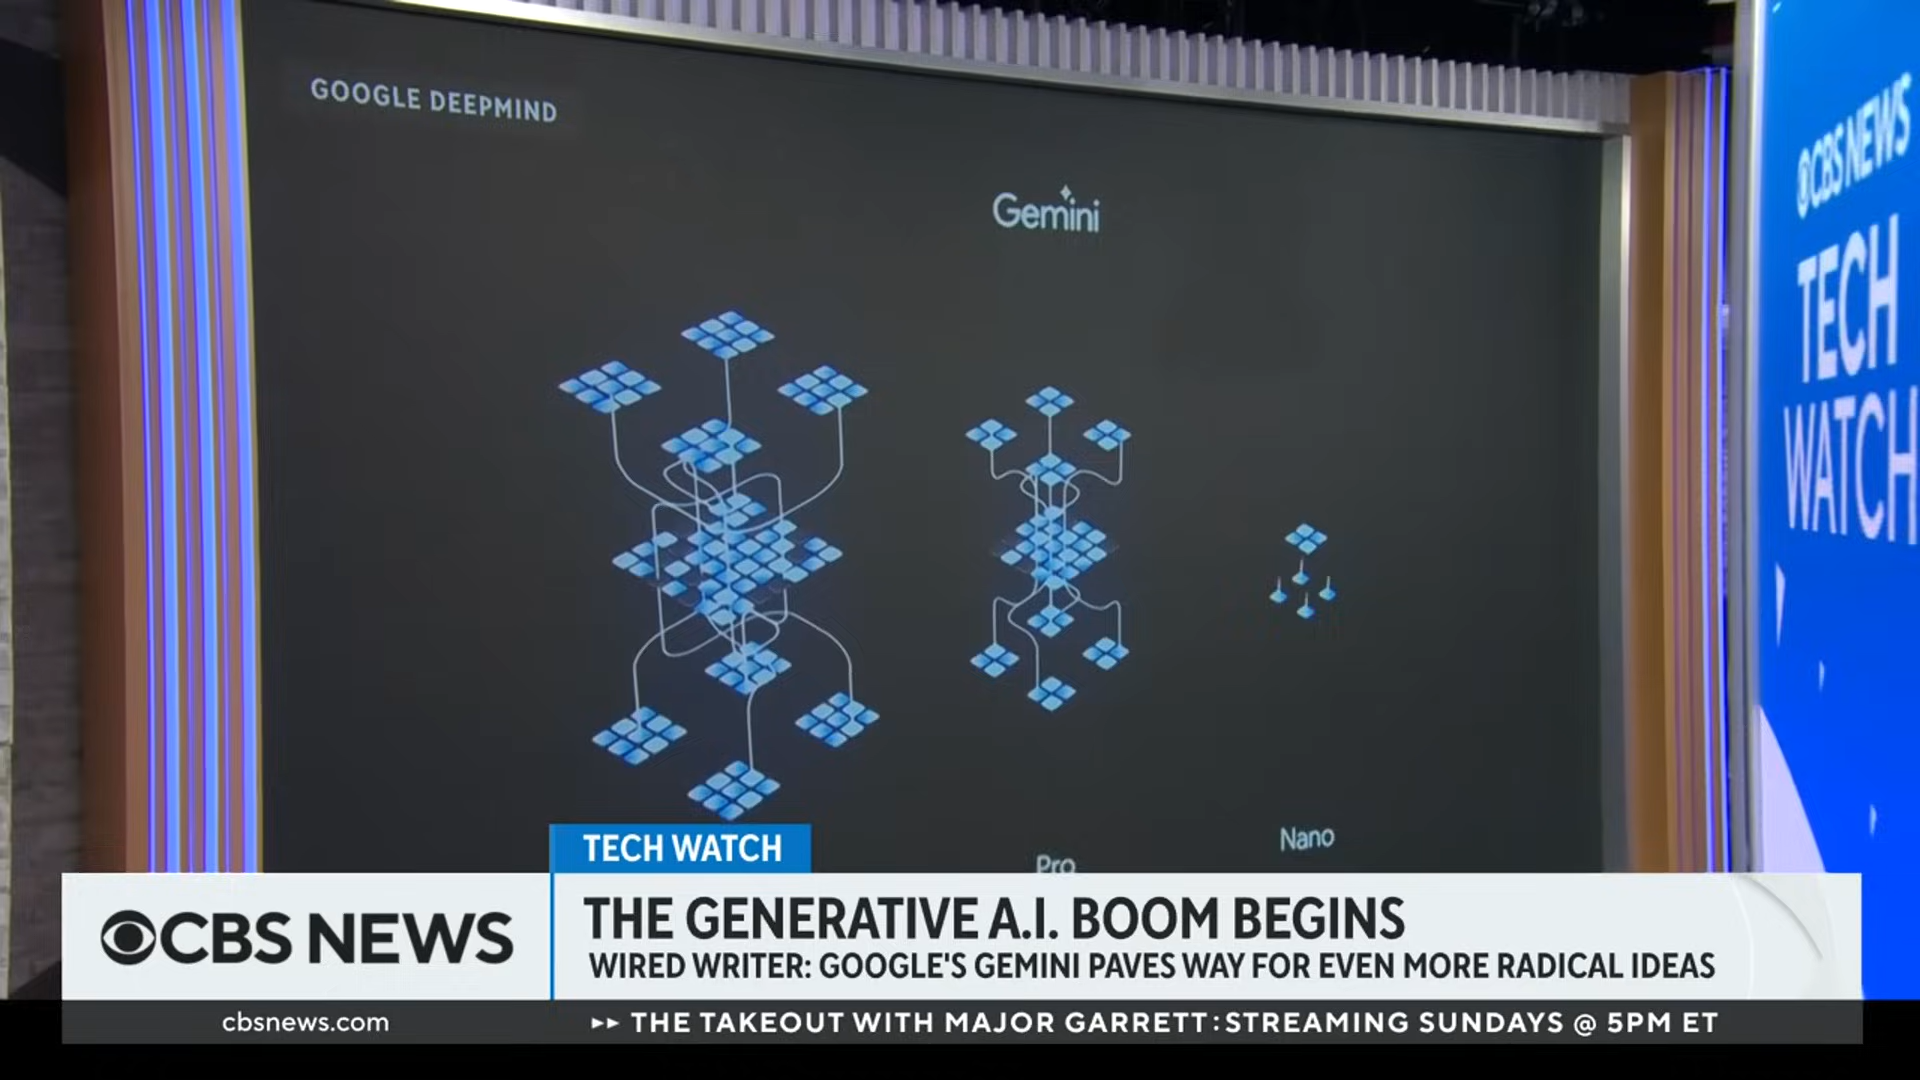 GOOGLE DEEPMIND
Gemini
CBS NEWS
TECH
WATCH
Nano
Pro
TECH WATCH
CBS NEWS
THE GENERATIVE A.I. BOOM BEGINS
WIRED WRITER: GOOGLE'S GEMINI PAVES WAY FOR EVEN MORE RADICAL IDEAS
cbsnews.com
THE TAKEOUT WITH MAJOR GARRETT: STREAMING SUNDAYS @ 5PM ET